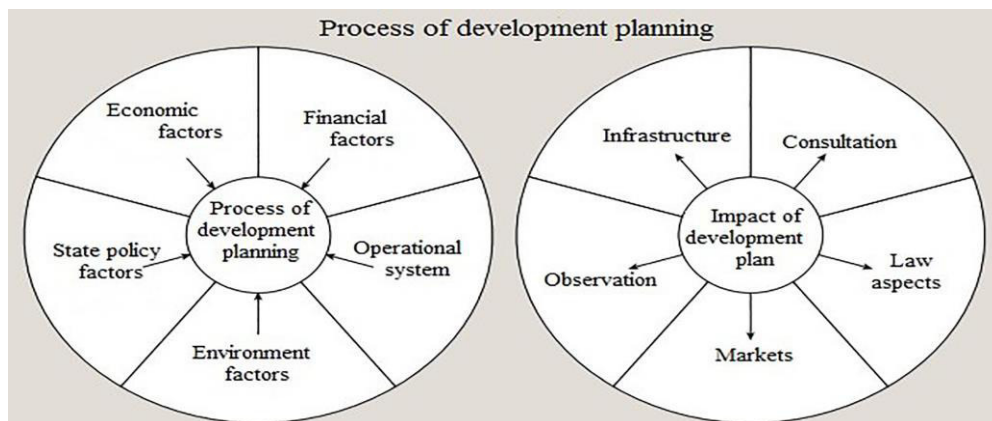 Process of development planning
Economic
factors
Financial
factors
Process of
development
planning
State policy
factors
Operational
system
Environment
factors
Infrastructure
Consultation
Impact of
development
plan
Observation
Law
aspects
Markets